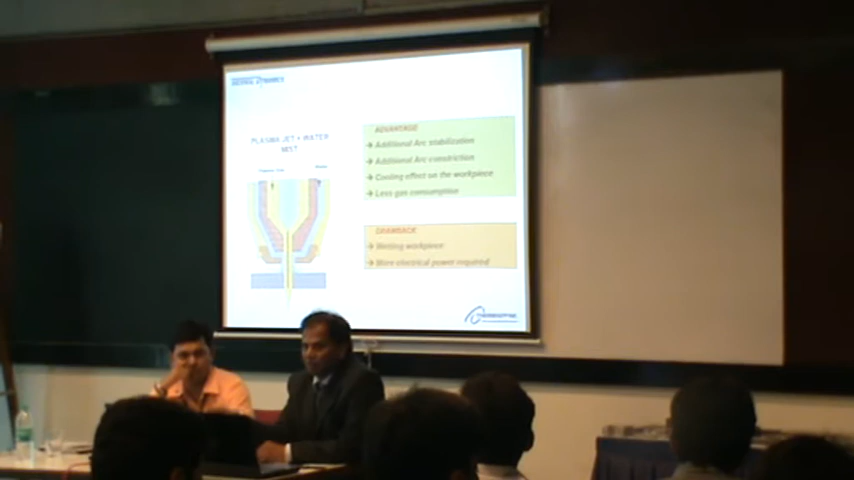 PLASMA JET + WATER
MIST
ADVANTAGE
→ Additional Arc stabilization
→ Additional Arc constriction
→ Cooling effect on the workpiece
→ Less gas consumption
DRAWBACK
→ Wetting workpiece
→ More electrical power required